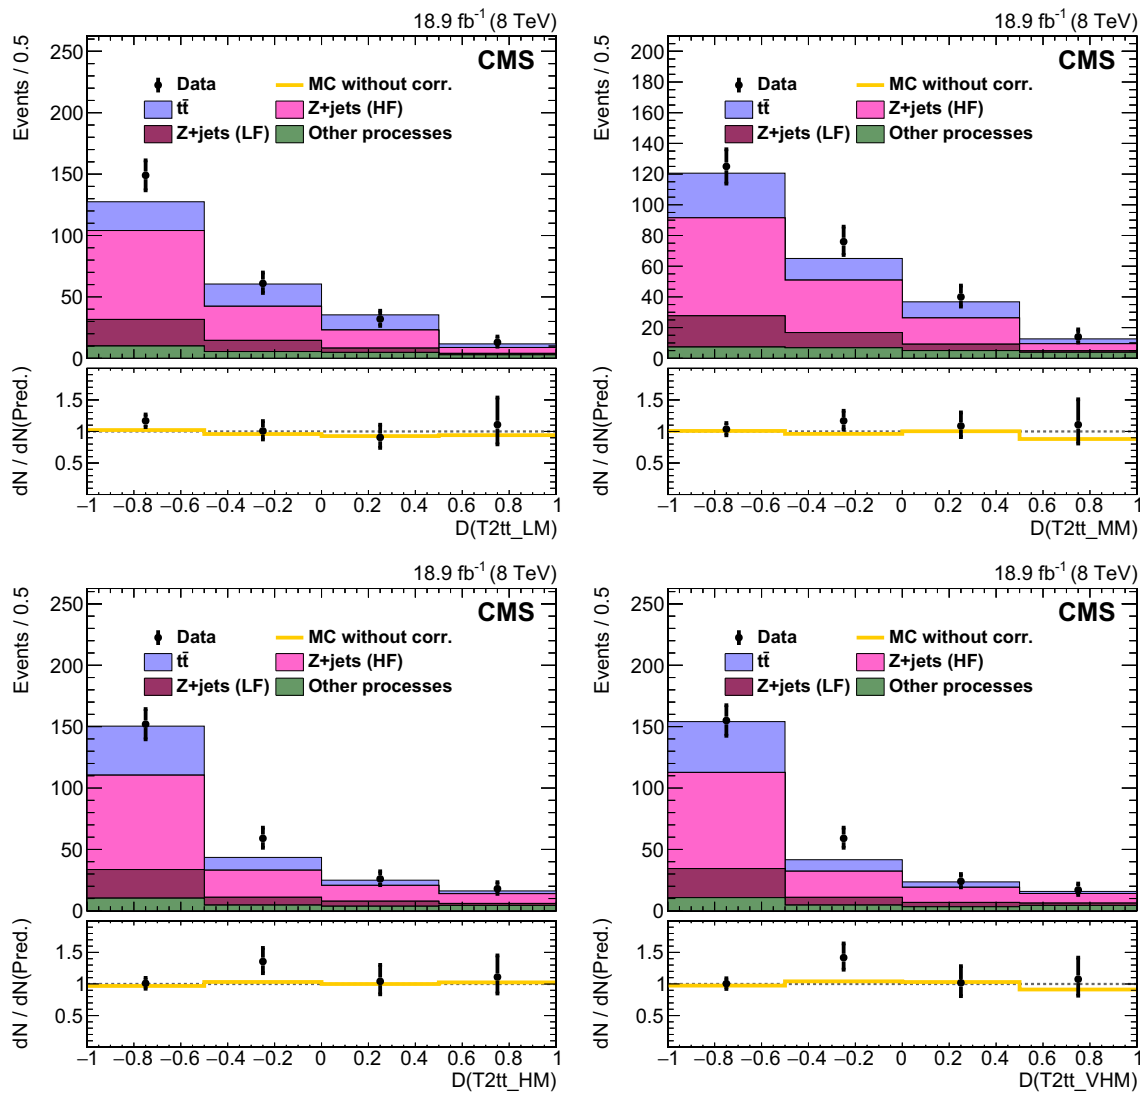 18.9 fb⁻¹ (8 TeV)
Events / 0.5
CMS
Data
MC without corr.
tt̄
Z+jets (HF)
Z+jets (LF)
Other processes
250
200
150
100
50
0
dN / dN(Pred.)
1.5
1
0.5
−1 −0.8 −0.6 −0.4 −0.2 0 0.2 0.4 0.6 0.8 1
D(T2tt_LM)
18.9 fb⁻¹ (8 TeV)
Events / 0.5
CMS
Data
MC without corr.
tt̄
Z+jets (HF)
Z+jets (LF)
Other processes
200
180
160
140
120
100
80
60
40
20
0
dN / dN(Pred.)
1.5
1
0.5
−1 −0.8 −0.6 −0.4 −0.2 0 0.2 0.4 0.6 0.8 1
D(T2tt_MM)
18.9 fb⁻¹ (8 TeV)
Events / 0.5
CMS
Data
MC without corr.
tt̄
Z+jets (HF)
Z+jets (LF)
Other processes
250
200
150
100
50
0
dN / dN(Pred.)
1.5
1
0.5
−1 −0.8 −0.6 −0.4 −0.2 0 0.2 0.4 0.6 0.8 1
D(T2tt_HM)
18.9 fb⁻¹ (8 TeV)
Events / 0.5
CMS
Data
MC without corr.
tt̄
Z+jets (HF)
Z+jets (LF)
Other processes
250
200
150
100
50
0
dN / dN(Pred.)
1.5
1
0.5
−1 −0.8 −0.6 −0.4 −0.2 0 0.2 0.4 0.6 0.8 1
D(T2tt_VHM)